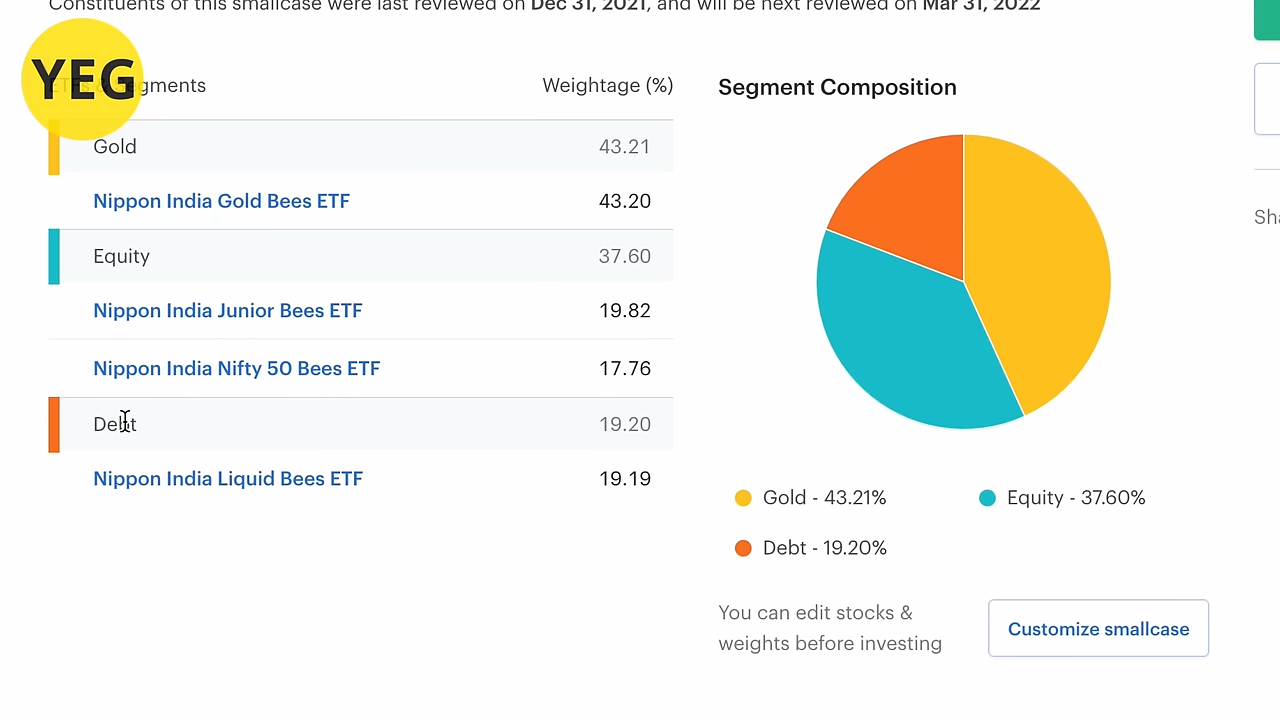 Constituents of this smallcase were last reviewed on Dec 31, 2021, and will be next reviewed on Mar 31, 2022
YEG
ETFs & Segments Weightage (%)
Gold 43.21
Nippon India Gold Bees ETF 43.20
Equity 37.60
Nippon India Junior Bees ETF 19.82
Nippon India Nifty 50 Bees ETF 17.76
Debt 19.20
Nippon India Liquid Bees ETF 19.19
Segment Composition
Gold - 43.21% Equity - 37.60%
Debt - 19.20%
You can edit stocks &
weights before investing
Customize smallcase